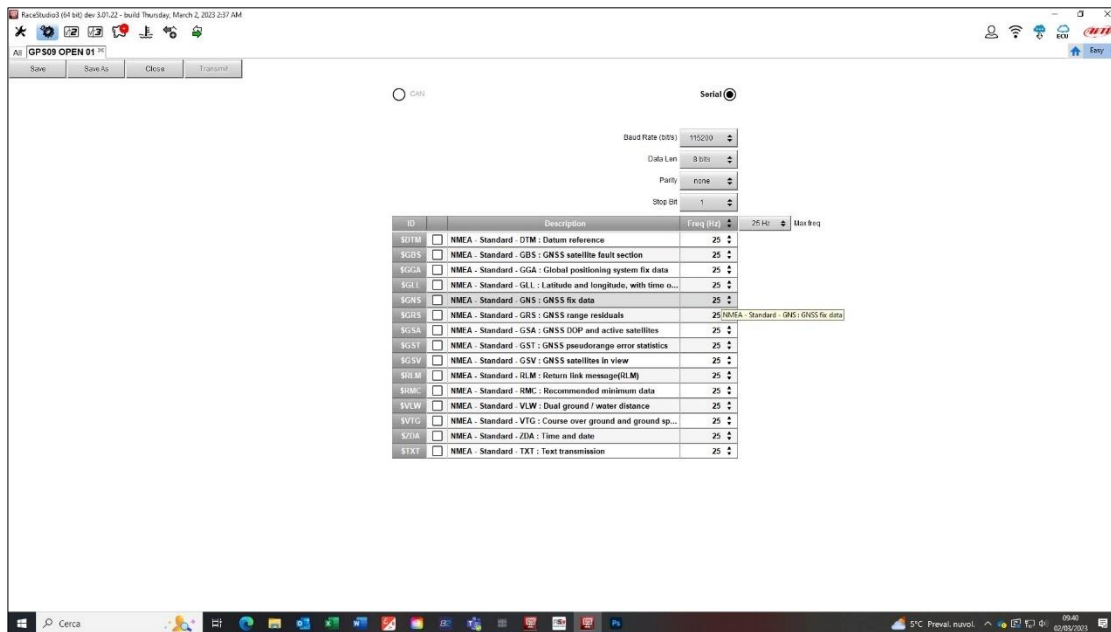 RaceStudio3 (64 bit) dev 3.01.22 - build Thursday, March 2, 2023 2:37 AM
ECU
All GPS09 OPEN 01
Easy
Save Save As Close Transmit
CAN Serial
Baud Rate (bit/s) 115200
Data Len 8 bits
Parity none
Stop Bit 1
ID Description Freq (Hz) 25 Hz Max freq
$DTM NMEA - Standard - DTM : Datum reference 25
$GBS NMEA - Standard - GBS : GNSS satellite fault section 25
$GGA NMEA - Standard - GGA : Global positioning system fix data 25
$GLL NMEA - Standard - GLL : Latitude and longitude, with time o... 25
$GNS NMEA - Standard - GNS : GNSS fix data 25
$GRS NMEA - Standard - GRS : GNSS range residuals 25 NMEA - Standard - GNS : GNSS fix data
$GSA NMEA - Standard - GSA : GNSS DOP and active satellites 25
$GST NMEA - Standard - GST : GNSS pseudorange error statistics 25
$GSV NMEA - Standard - GSV : GNSS satellites in view 25
$RLM NMEA - Standard - RLM : Return link message(RLM) 25
$RMC NMEA - Standard - RMC : Recommended minimum data 25
$VLW NMEA - Standard - VLW : Dual ground / water distance 25
$VTG NMEA - Standard - VTG : Course over ground and ground sp... 25
$ZDA NMEA - Standard - ZDA : Time and date 25
$TXT NMEA - Standard - TXT : Text transmission 25
Cerca
5°C Preval. nuvol.
09:40
02/03/2023